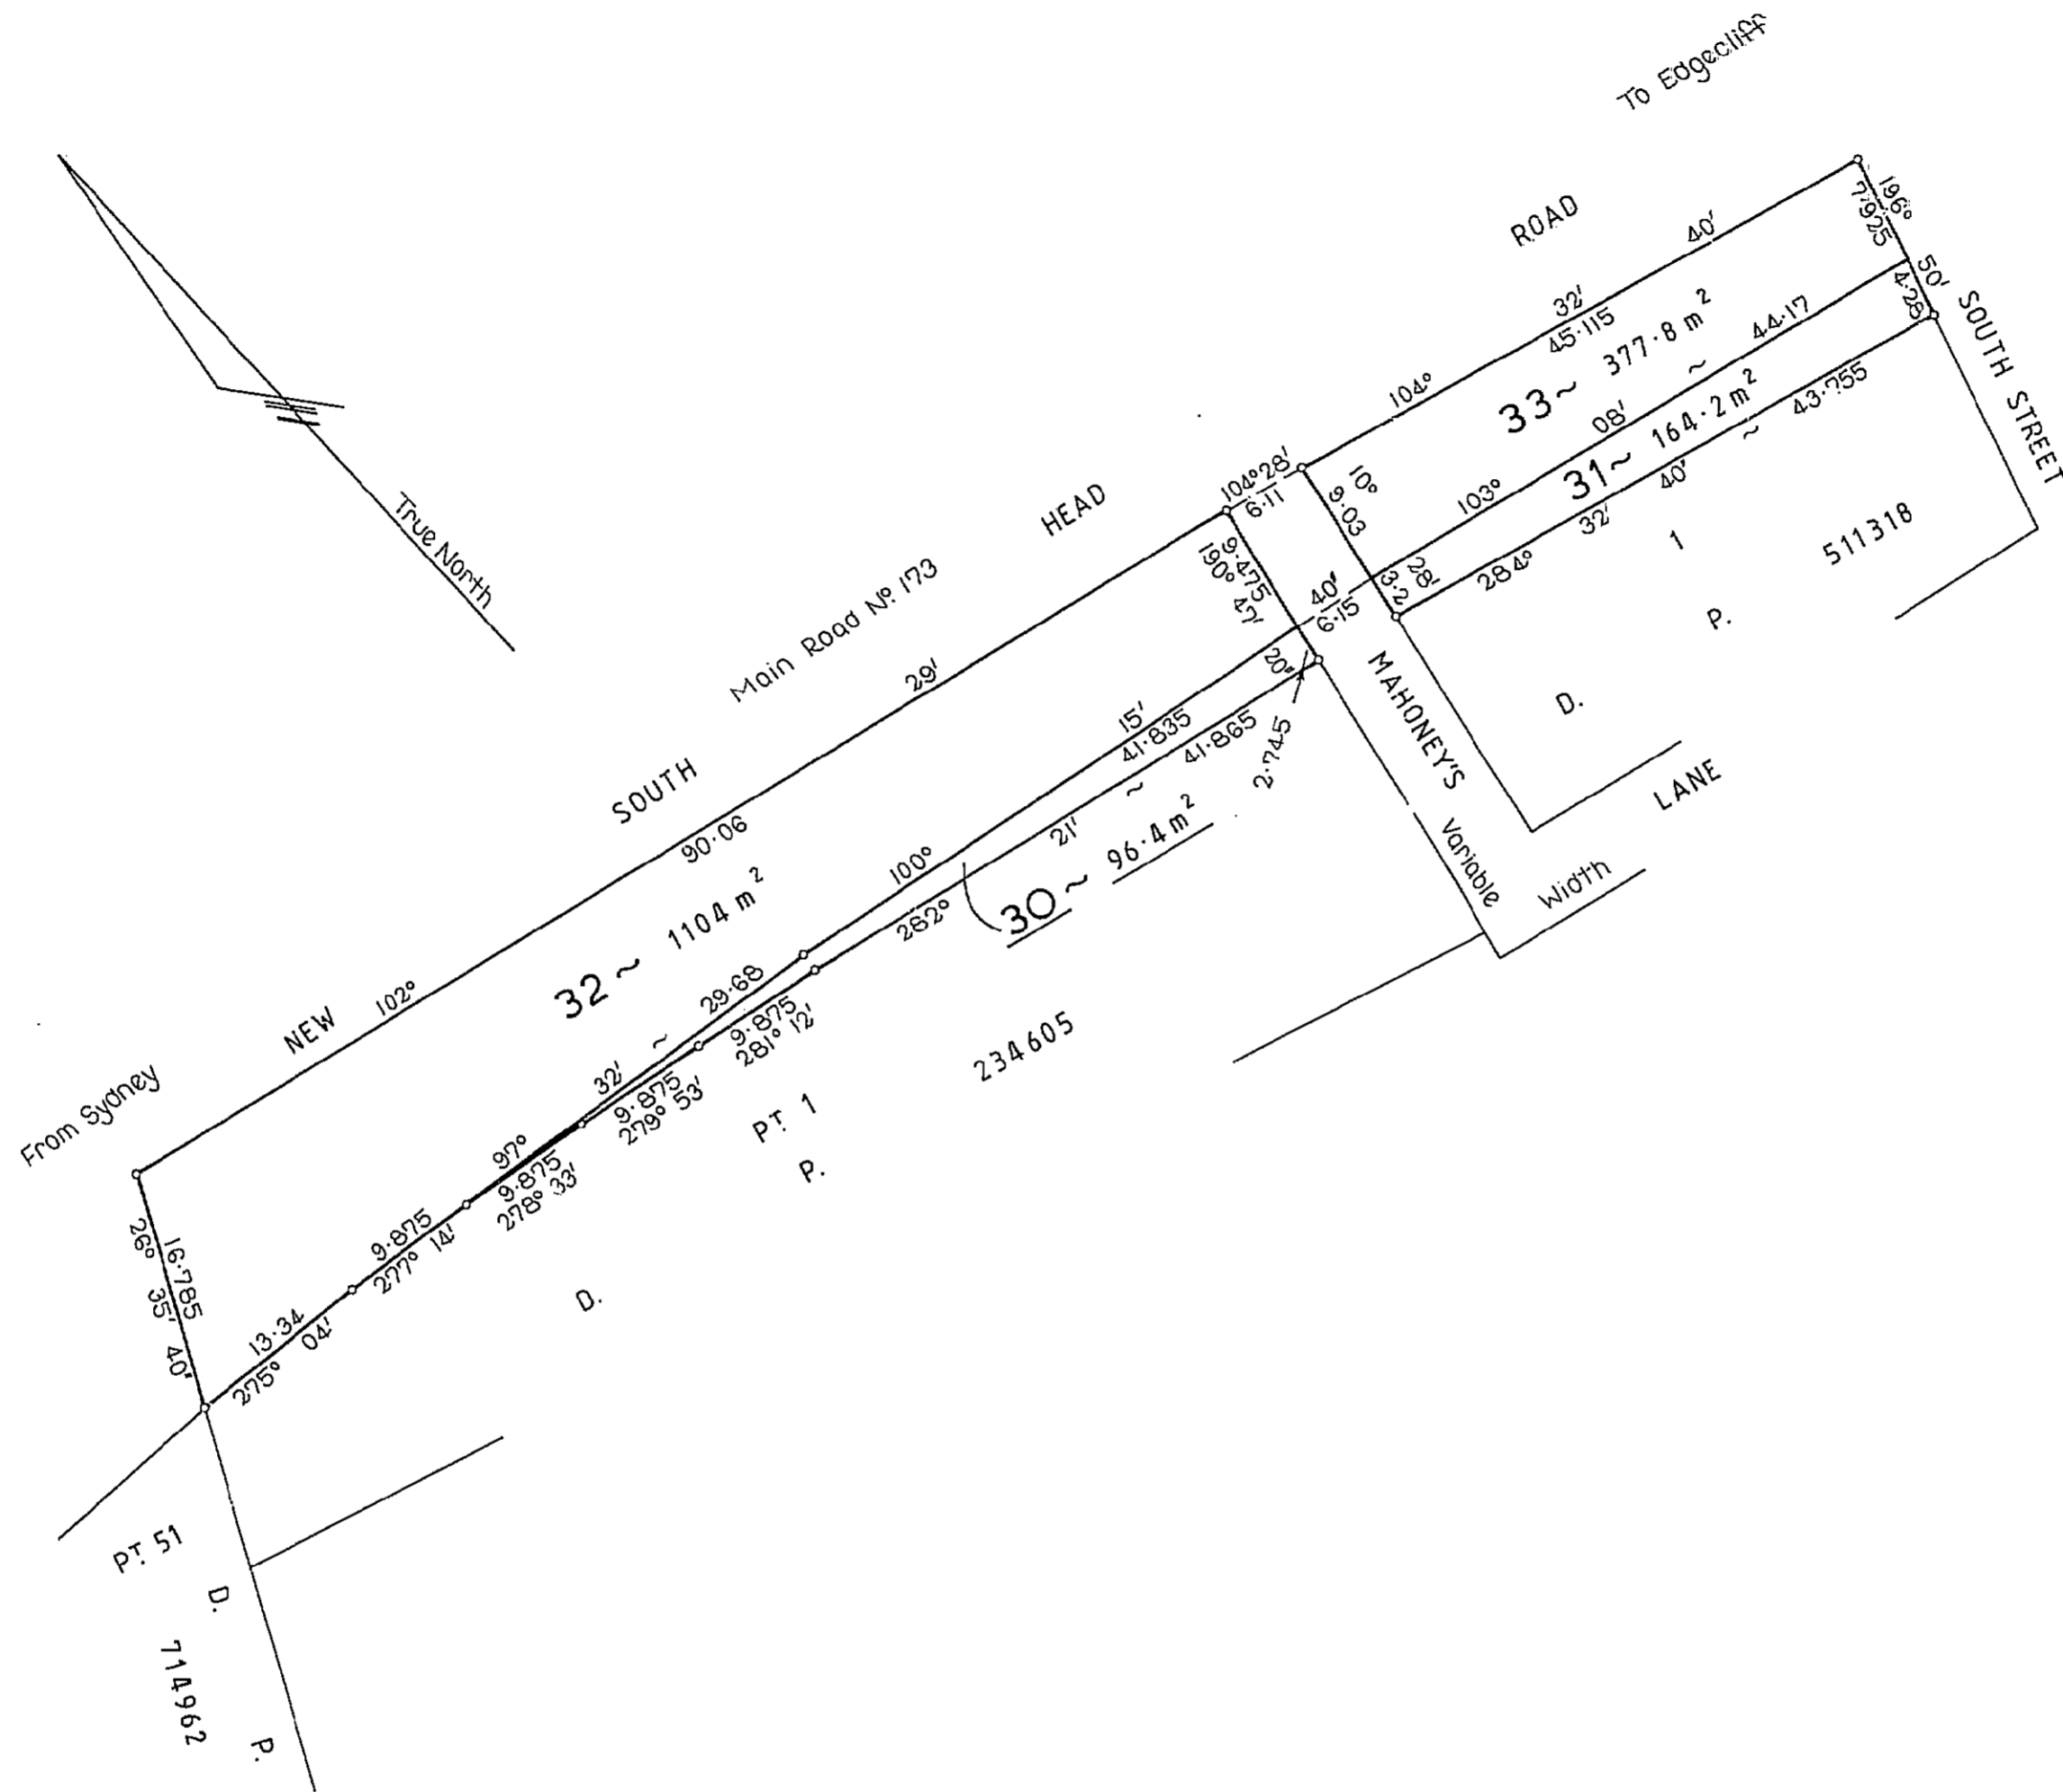 To Edgecliff
ROAD
HEAD
SOUTH
NEW
Main Road Nº. 173
From Sydney
True North
104° 32' 40'
45·115
196° 50'
7·925
4·28
SOUTH STREET
33 ~ 377·8 m²
103° 08' ~ 44·17
31 ~ 164·2 m²
284° 32' 40' ~ 43·755
1
D. P. 511318
104°28'
6·11
10° 28'
9·03
3·2
40'
6·15
9·475
190° 42' 20"
2·745
MAHONEY'S LANE
Variable Width
102° 29'
90·06
32 ~ 1104 m²
100° 15'
41·835
282° 21' ~ 41·865
30 ~ 96·4 m²
97° 32' ~ 29·68
9·875
281° 12'
9·875
279° 53'
9·875
278° 33'
9·875
277° 14'
13·34
275° 04'
16·785
26° 35' 40"
PT. 1
D. P. 234605
PT. 51
D. P.
714962